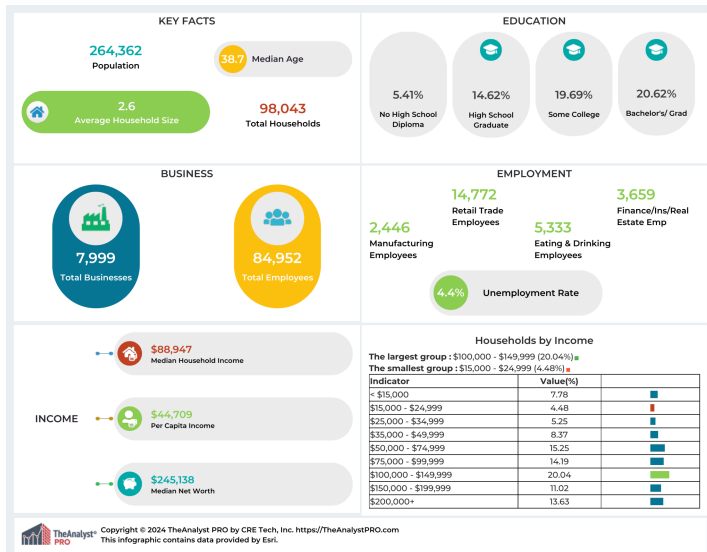 KEY FACTS
264,362
Population
38.7
Median Age
2.6
Average Household Size
98,043
Total Households
EDUCATION
5.41%
No High School
Diploma
14.62%
High School
Graduate
19.69%
Some College
20.62%
Bachelor's/ Grad
BUSINESS
7,999
Total Businesses
84,952
Total Employees
EMPLOYMENT
2,446
Manufacturing
Employees
14,772
Retail Trade
Employees
5,333
Eating & Drinking
Employees
3,659
Finance/Ins/Real
Estate Emp
4.4%
Unemployment Rate
INCOME
$88,947
Median Household Income
$44,709
Per Capita Income
$245,138
Median Net Worth
Households by Income
The largest group : $100,000 - $149,999 (20.04%)
The smallest group : $15,000 - $24,999 (4.48%)
Indicator Value(%)
< $15,000 7.78
$15,000 - $24,999 4.48
$25,000 - $34,999 5.25
$35,000 - $49,999 8.37
$50,000 - $74,999 15.25
$75,000 - $99,999 14.19
$100,000 - $149,999 20.04
$150,000 - $199,999 11.02
$200,000+ 13.63
TheAnalyst®
PRO
Copyright © 2024 TheAnalyst PRO by CRE Tech, Inc. https://TheAnalystPRO.com
This infographic contains data provided by Esri.